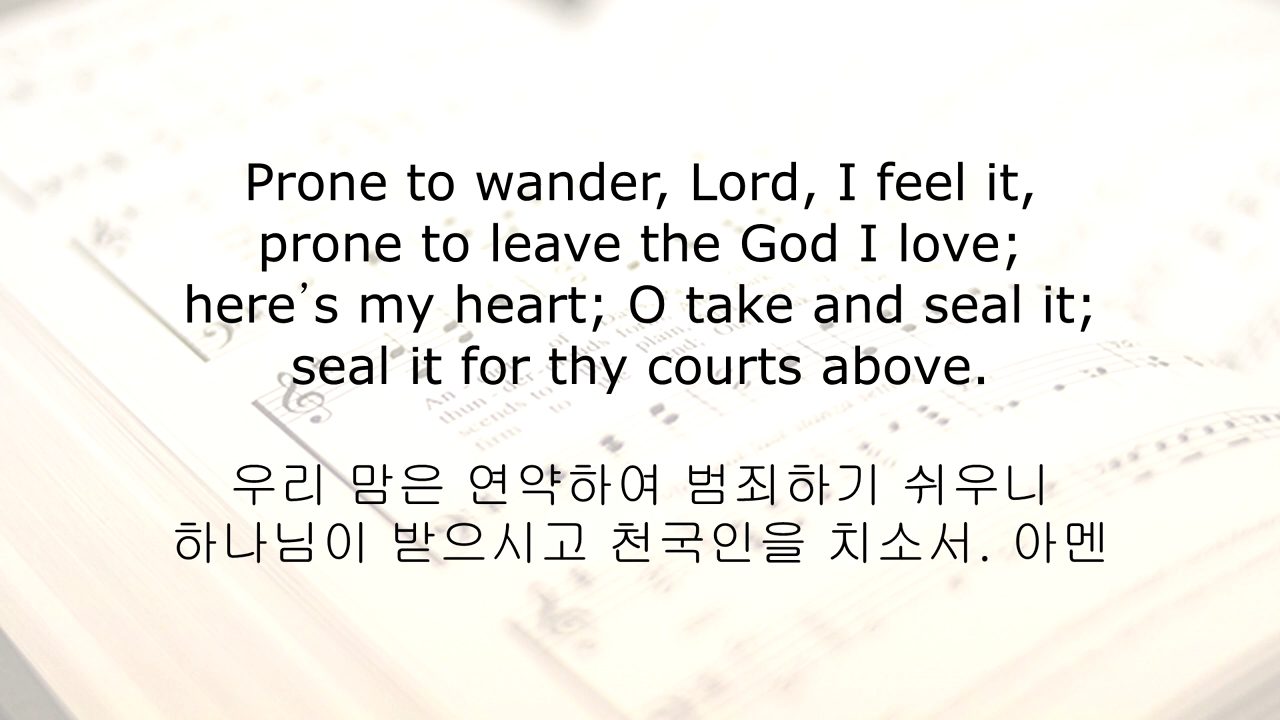 Prone to wander, Lord, I feel it,
prone to leave the God I love;
here’s my heart; O take and seal it;
seal it for thy courts above.
우리 맘은 연약하여 범죄하기 쉬우니
하나님이 받으시고 천국인을 치소서. 아멘